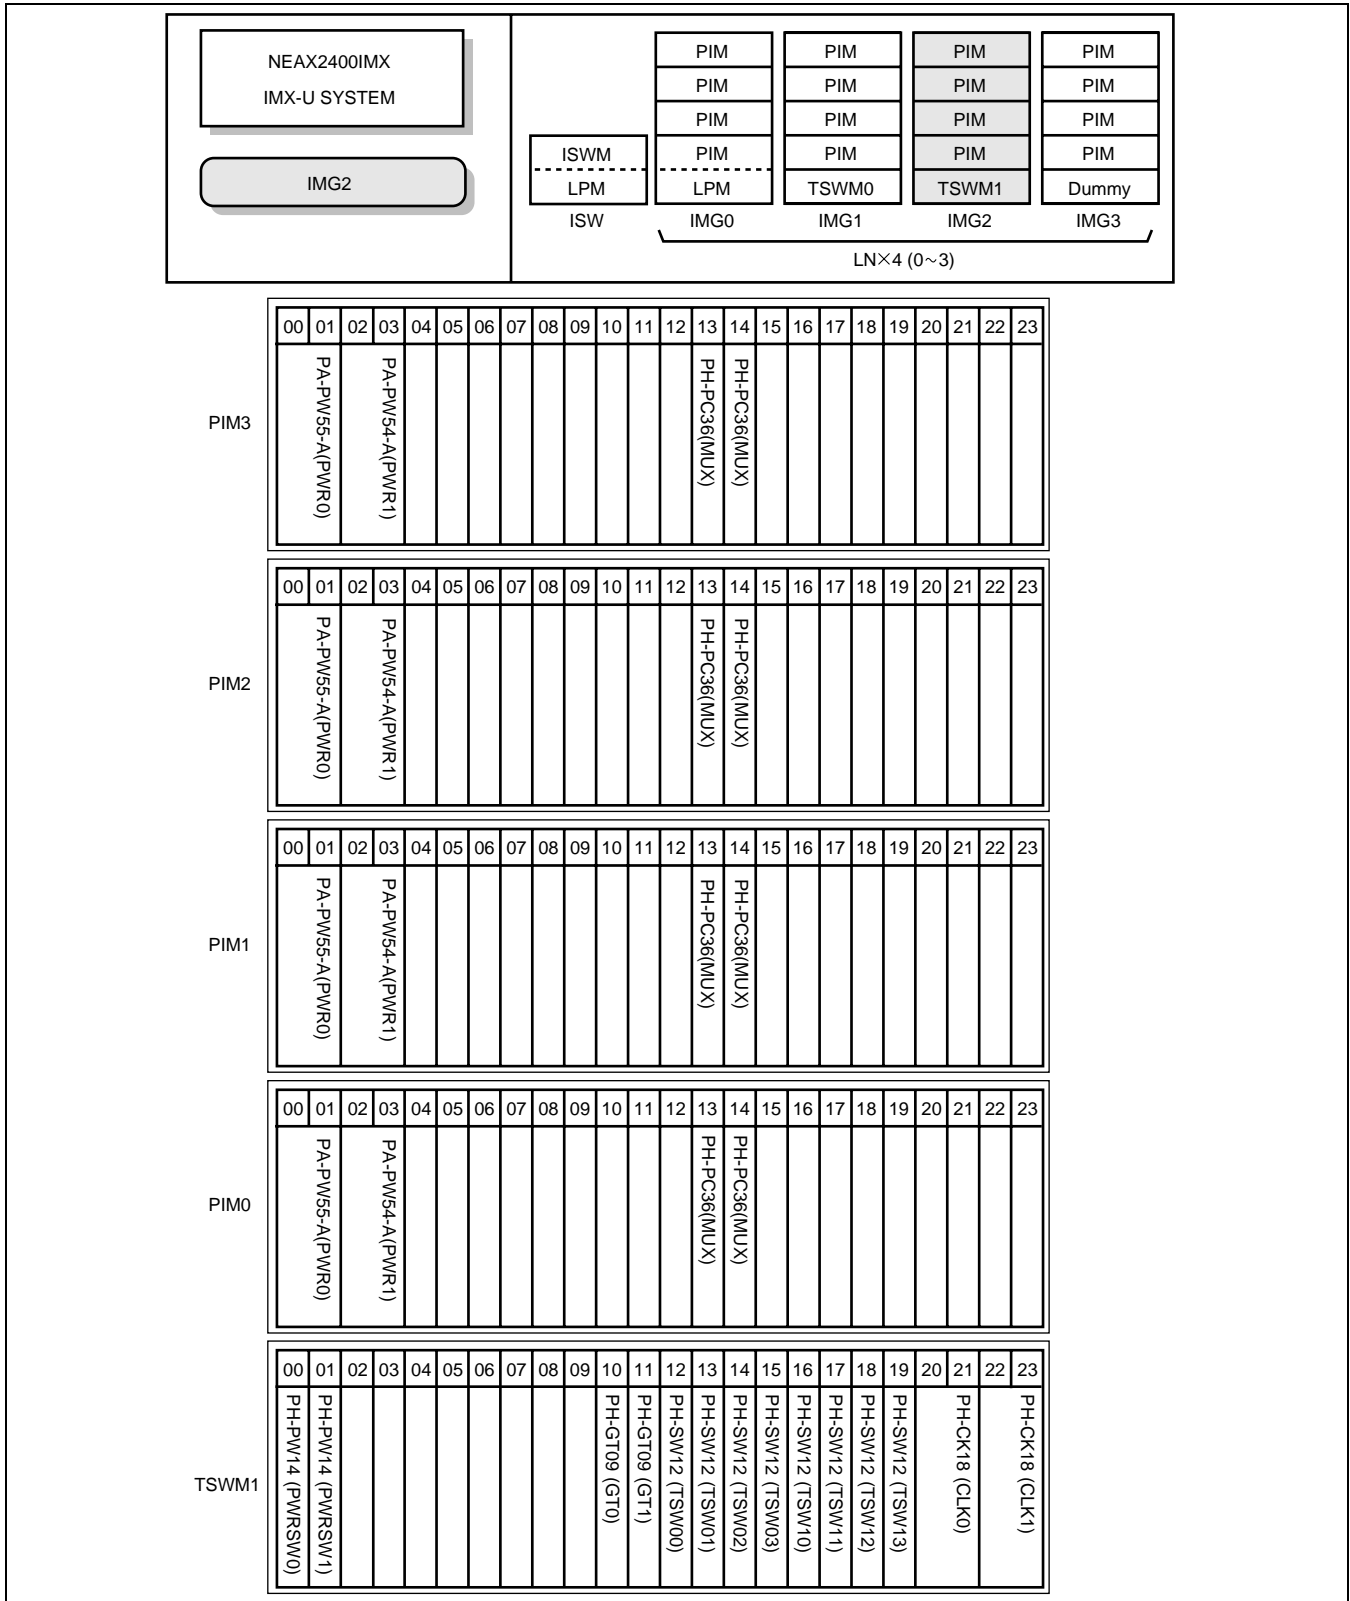 NEAX2400IMX
IMX-U SYSTEM
IMG2
PIM PIM PIM PIM
PIM PIM PIM PIM
PIM PIM PIM PIM
ISWM PIM PIM PIM PIM
LPM LPM TSWM0 TSWM1 Dummy
ISW IMG0 IMG1 IMG2 IMG3
LN×4 (0~3)
PIM3
00 01 02 03 04 05 06 07 08 09 10 11 12 13 14 15 16 17 18 19 20 21 22 23
PA-PW55-A(PWR0)
PA-PW54-A(PWR1)
PH-PC36(MUX)
PH-PC36(MUX)
PIM2
00 01 02 03 04 05 06 07 08 09 10 11 12 13 14 15 16 17 18 19 20 21 22 23
PA-PW55-A(PWR0)
PA-PW54-A(PWR1)
PH-PC36(MUX)
PH-PC36(MUX)
PIM1
00 01 02 03 04 05 06 07 08 09 10 11 12 13 14 15 16 17 18 19 20 21 22 23
PA-PW55-A(PWR0)
PA-PW54-A(PWR1)
PH-PC36(MUX)
PH-PC36(MUX)
PIM0
00 01 02 03 04 05 06 07 08 09 10 11 12 13 14 15 16 17 18 19 20 21 22 23
PA-PW55-A(PWR0)
PA-PW54-A(PWR1)
PH-PC36(MUX)
PH-PC36(MUX)
TSWM1
00 01 02 03 04 05 06 07 08 09 10 11 12 13 14 15 16 17 18 19 20 21 22 23
PH-PW14 (PWRSW0)
PH-PW14 (PWRSW1)
PH-GT09 (GT0)
PH-GT09 (GT1)
PH-SW12 (TSW00)
PH-SW12 (TSW01)
PH-SW12 (TSW02)
PH-SW12 (TSW03)
PH-SW12 (TSW10)
PH-SW12 (TSW11)
PH-SW12 (TSW12)
PH-SW12 (TSW13)
PH-CK18 (CLK0)
PH-CK18 (CLK1)